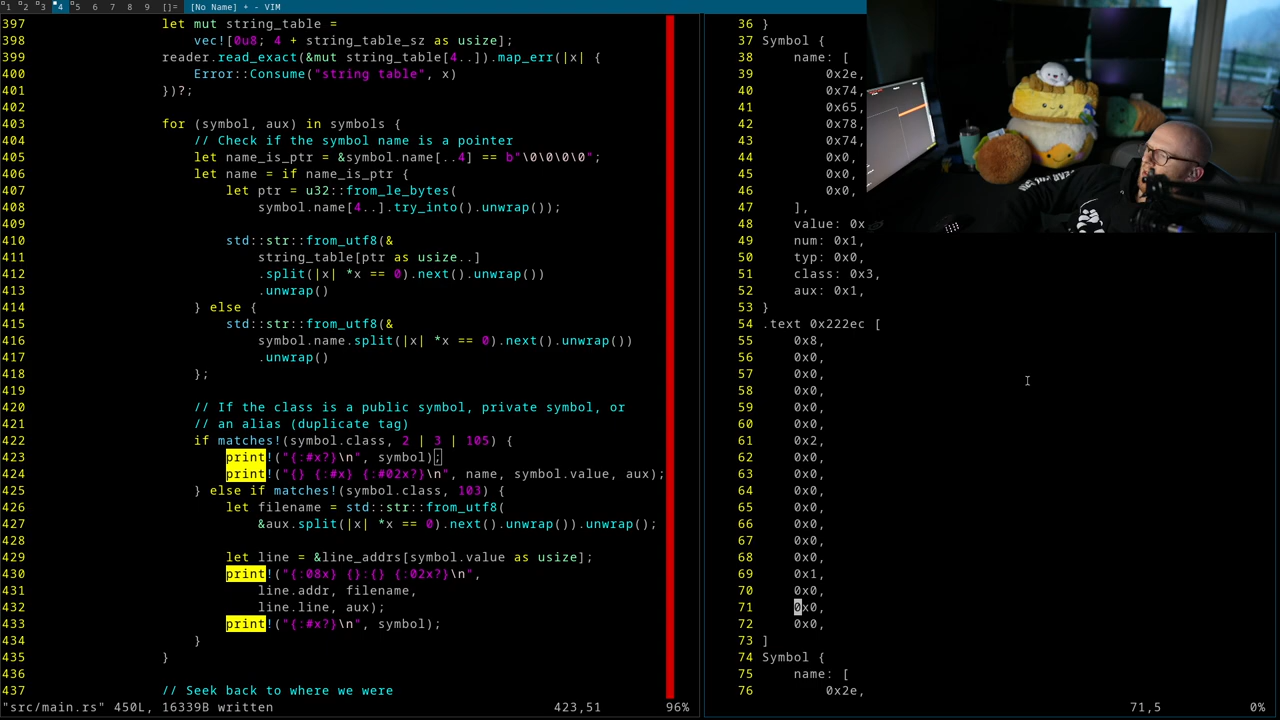 1 2 3 4 5 6 7 8 9 []= [No Name] + - VIM
397 let mut string_table =
398 vec![0u8; 4 + string_table_sz as usize];
399 reader.read_exact(&mut string_table[4..]).map_err(|x| {
400 Error::Consume("string table", x)
401 })?;
402
403 for (symbol, aux) in symbols {
404 // Check if the symbol name is a pointer
405 let name_is_ptr = &symbol.name[..4] == b"\0\0\0\0";
406 let name = if name_is_ptr {
407 let ptr = u32::from_le_bytes(
408 symbol.name[4..].try_into().unwrap());
409
410 std::str::from_utf8(&
411 string_table[ptr as usize..]
412 .split(|x| *x == 0).next().unwrap())
413 .unwrap()
414 } else {
415 std::str::from_utf8(&
416 symbol.name.split(|x| *x == 0).next().unwrap())
417 .unwrap()
418 };
419
420 // If the class is a public symbol, private symbol, or
421 // an alias (duplicate tag)
422 if matches!(symbol.class, 2 | 3 | 105) {
423 print!("{:#x?}\n", symbol);
424 print!("{} {:#x} {:#02x?}\n", name, symbol.value, aux);
425 } else if matches!(symbol.class, 103) {
426 let filename = std::str::from_utf8(
427 &aux.split(|x| *x == 0).next().unwrap()).unwrap();
428
429 let line = &line_addrs[symbol.value as usize];
430 print!("{:08x} {}:{} {:02x?}\n",
431 line.addr, filename,
432 line.line, aux);
433 print!("{:#x?}\n", symbol);
434 }
435 }
436
437 // Seek back to where we were
"src/main.rs" 450L, 16339B written 423,51 96%
36 }
37 Symbol {
38 name: [
39 0x2e,
40 0x74,
41 0x65,
42 0x78,
43 0x74,
44 0x0,
45 0x0,
46 0x0,
47 ],
48 value: 0x
49 num: 0x1,
50 typ: 0x0,
51 class: 0x3,
52 aux: 0x1,
53 }
54 .text 0x222ec [
55 0x8,
56 0x0,
57 0x0,
58 0x0,
59 0x0,
60 0x0,
61 0x2,
62 0x0,
63 0x0,
64 0x0,
65 0x0,
66 0x0,
67 0x0,
68 0x0,
69 0x1,
70 0x0,
71 0x0,
72 0x0,
73 ]
74 Symbol {
75 name: [
76 0x2e,
71,5 0%